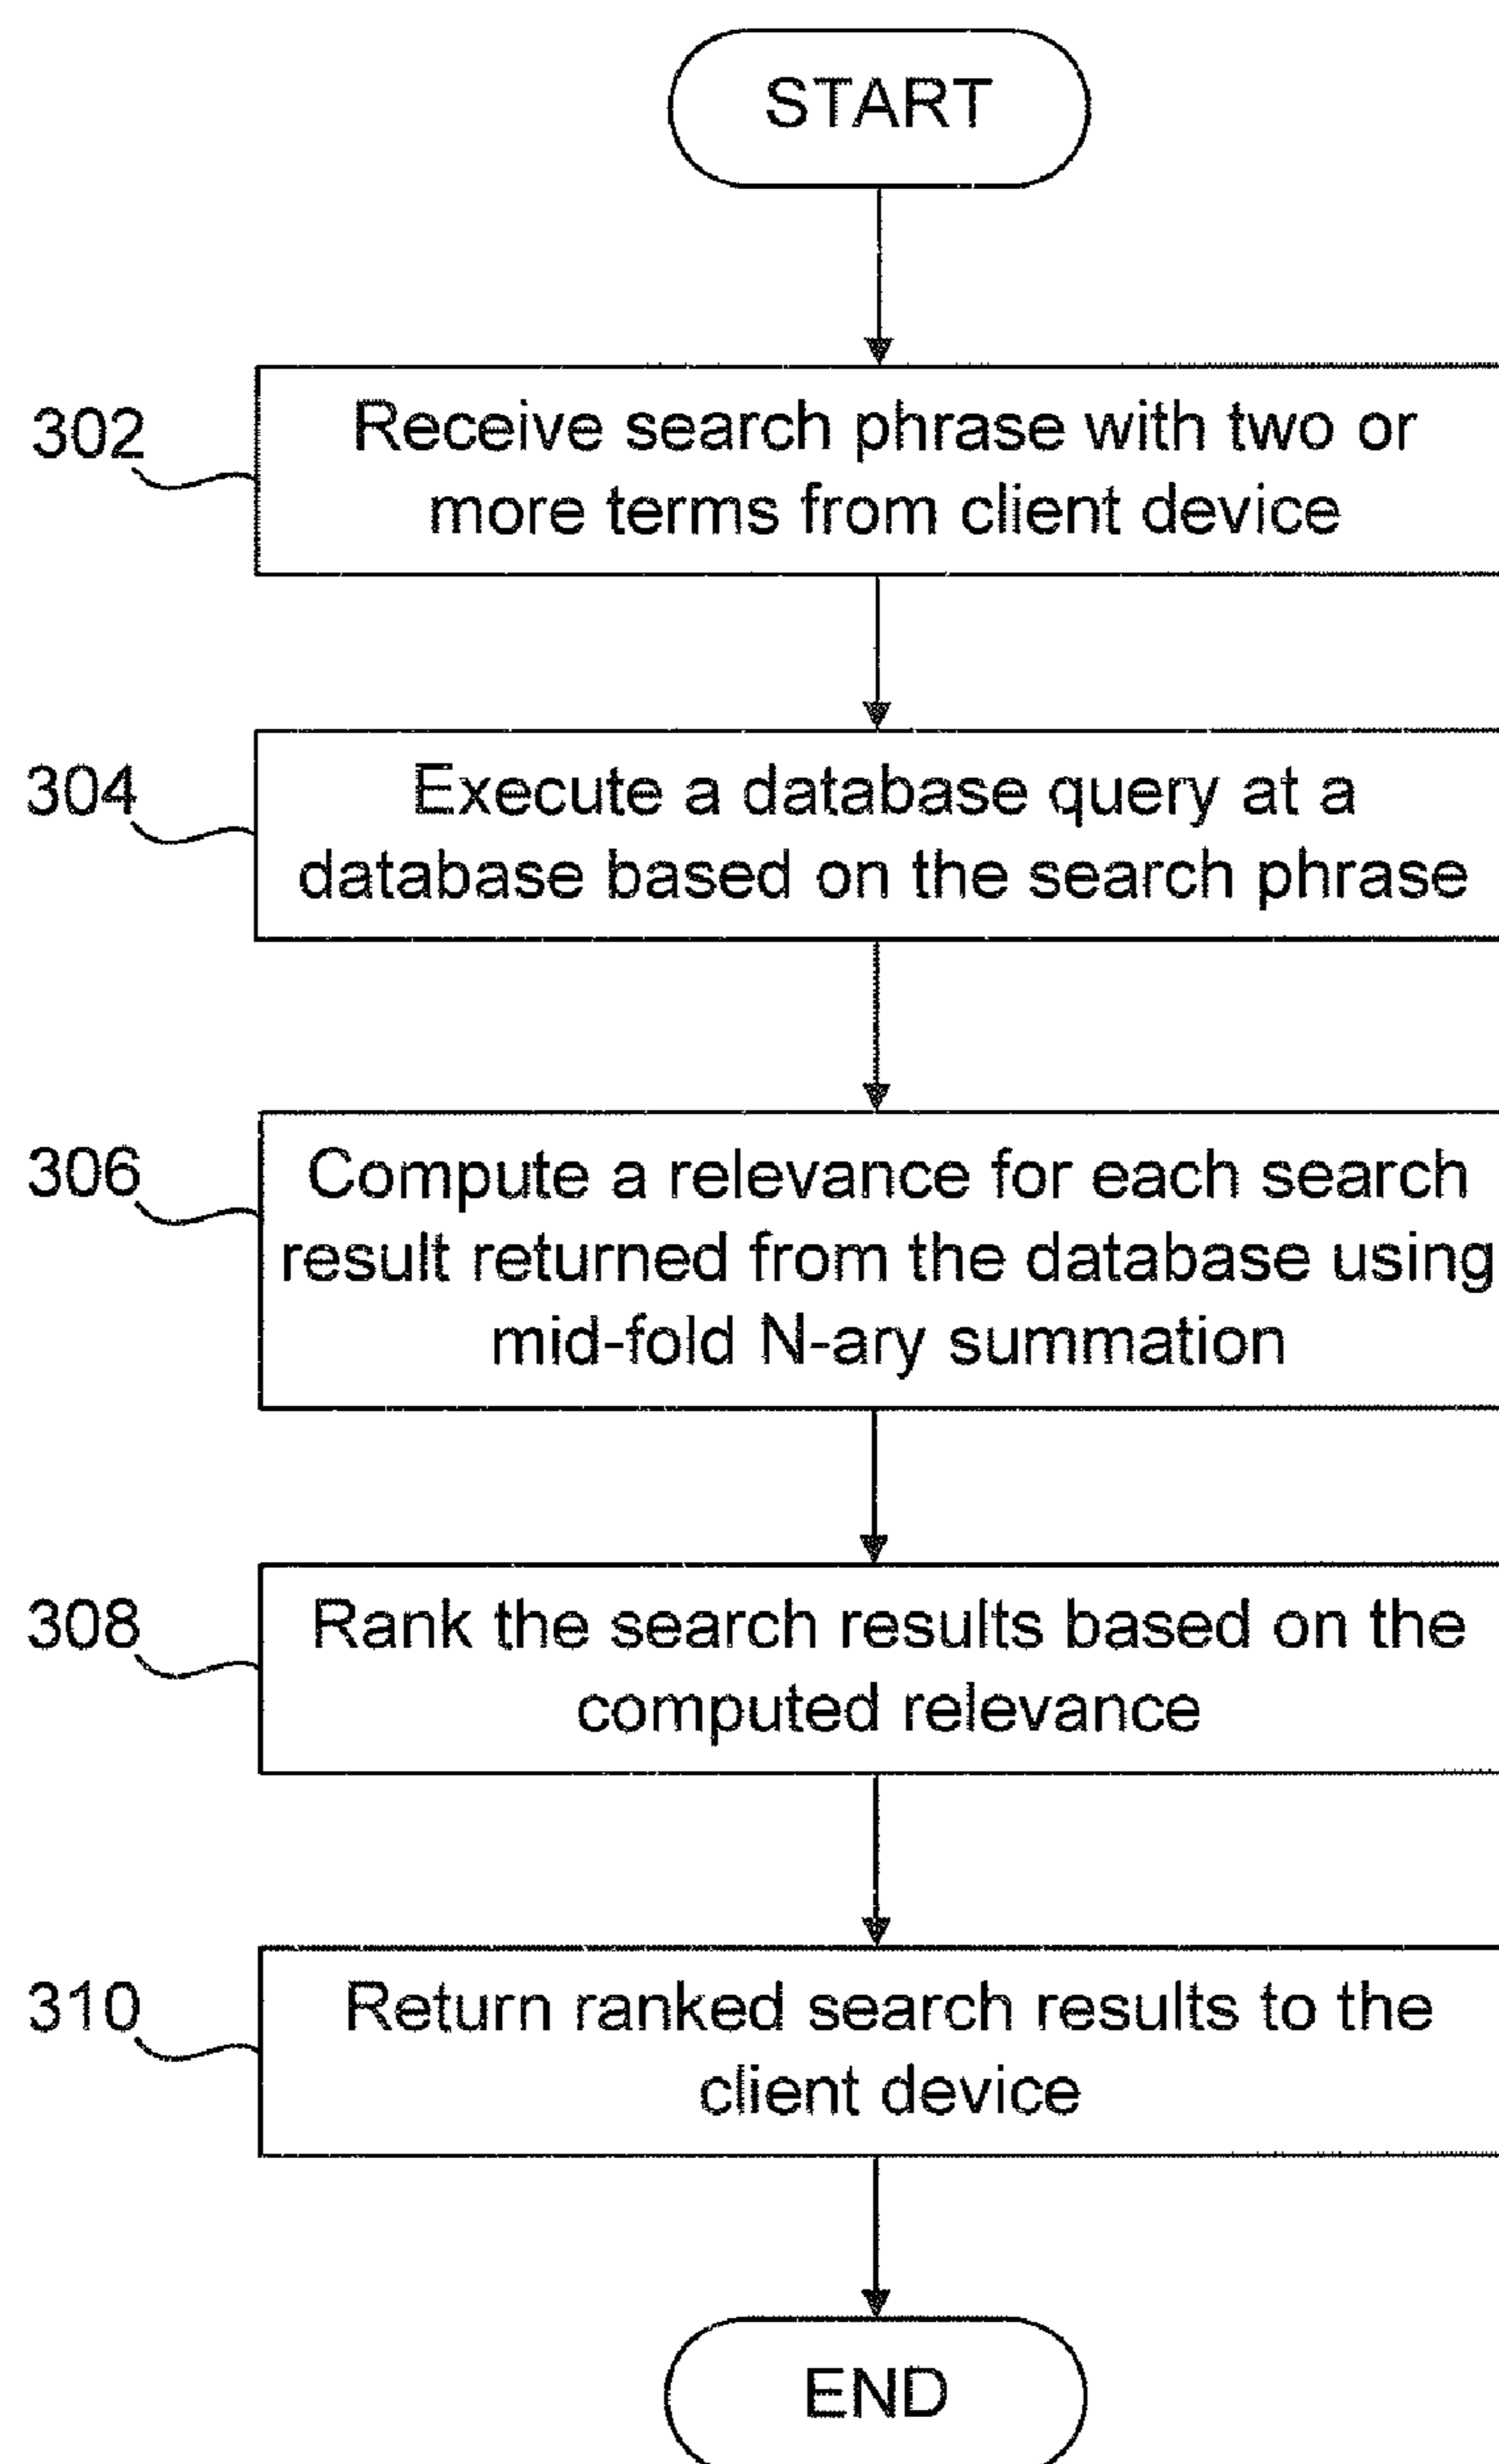 START
302
Receive search phrase with two or
more terms from client device
304
Execute a database query at a
database based on the search phrase
306
Compute a relevance for each search
result returned from the database using
mid-fold N-ary summation
308
Rank the search results based on the
computed relevance
310
Return ranked search results to the
client device
END